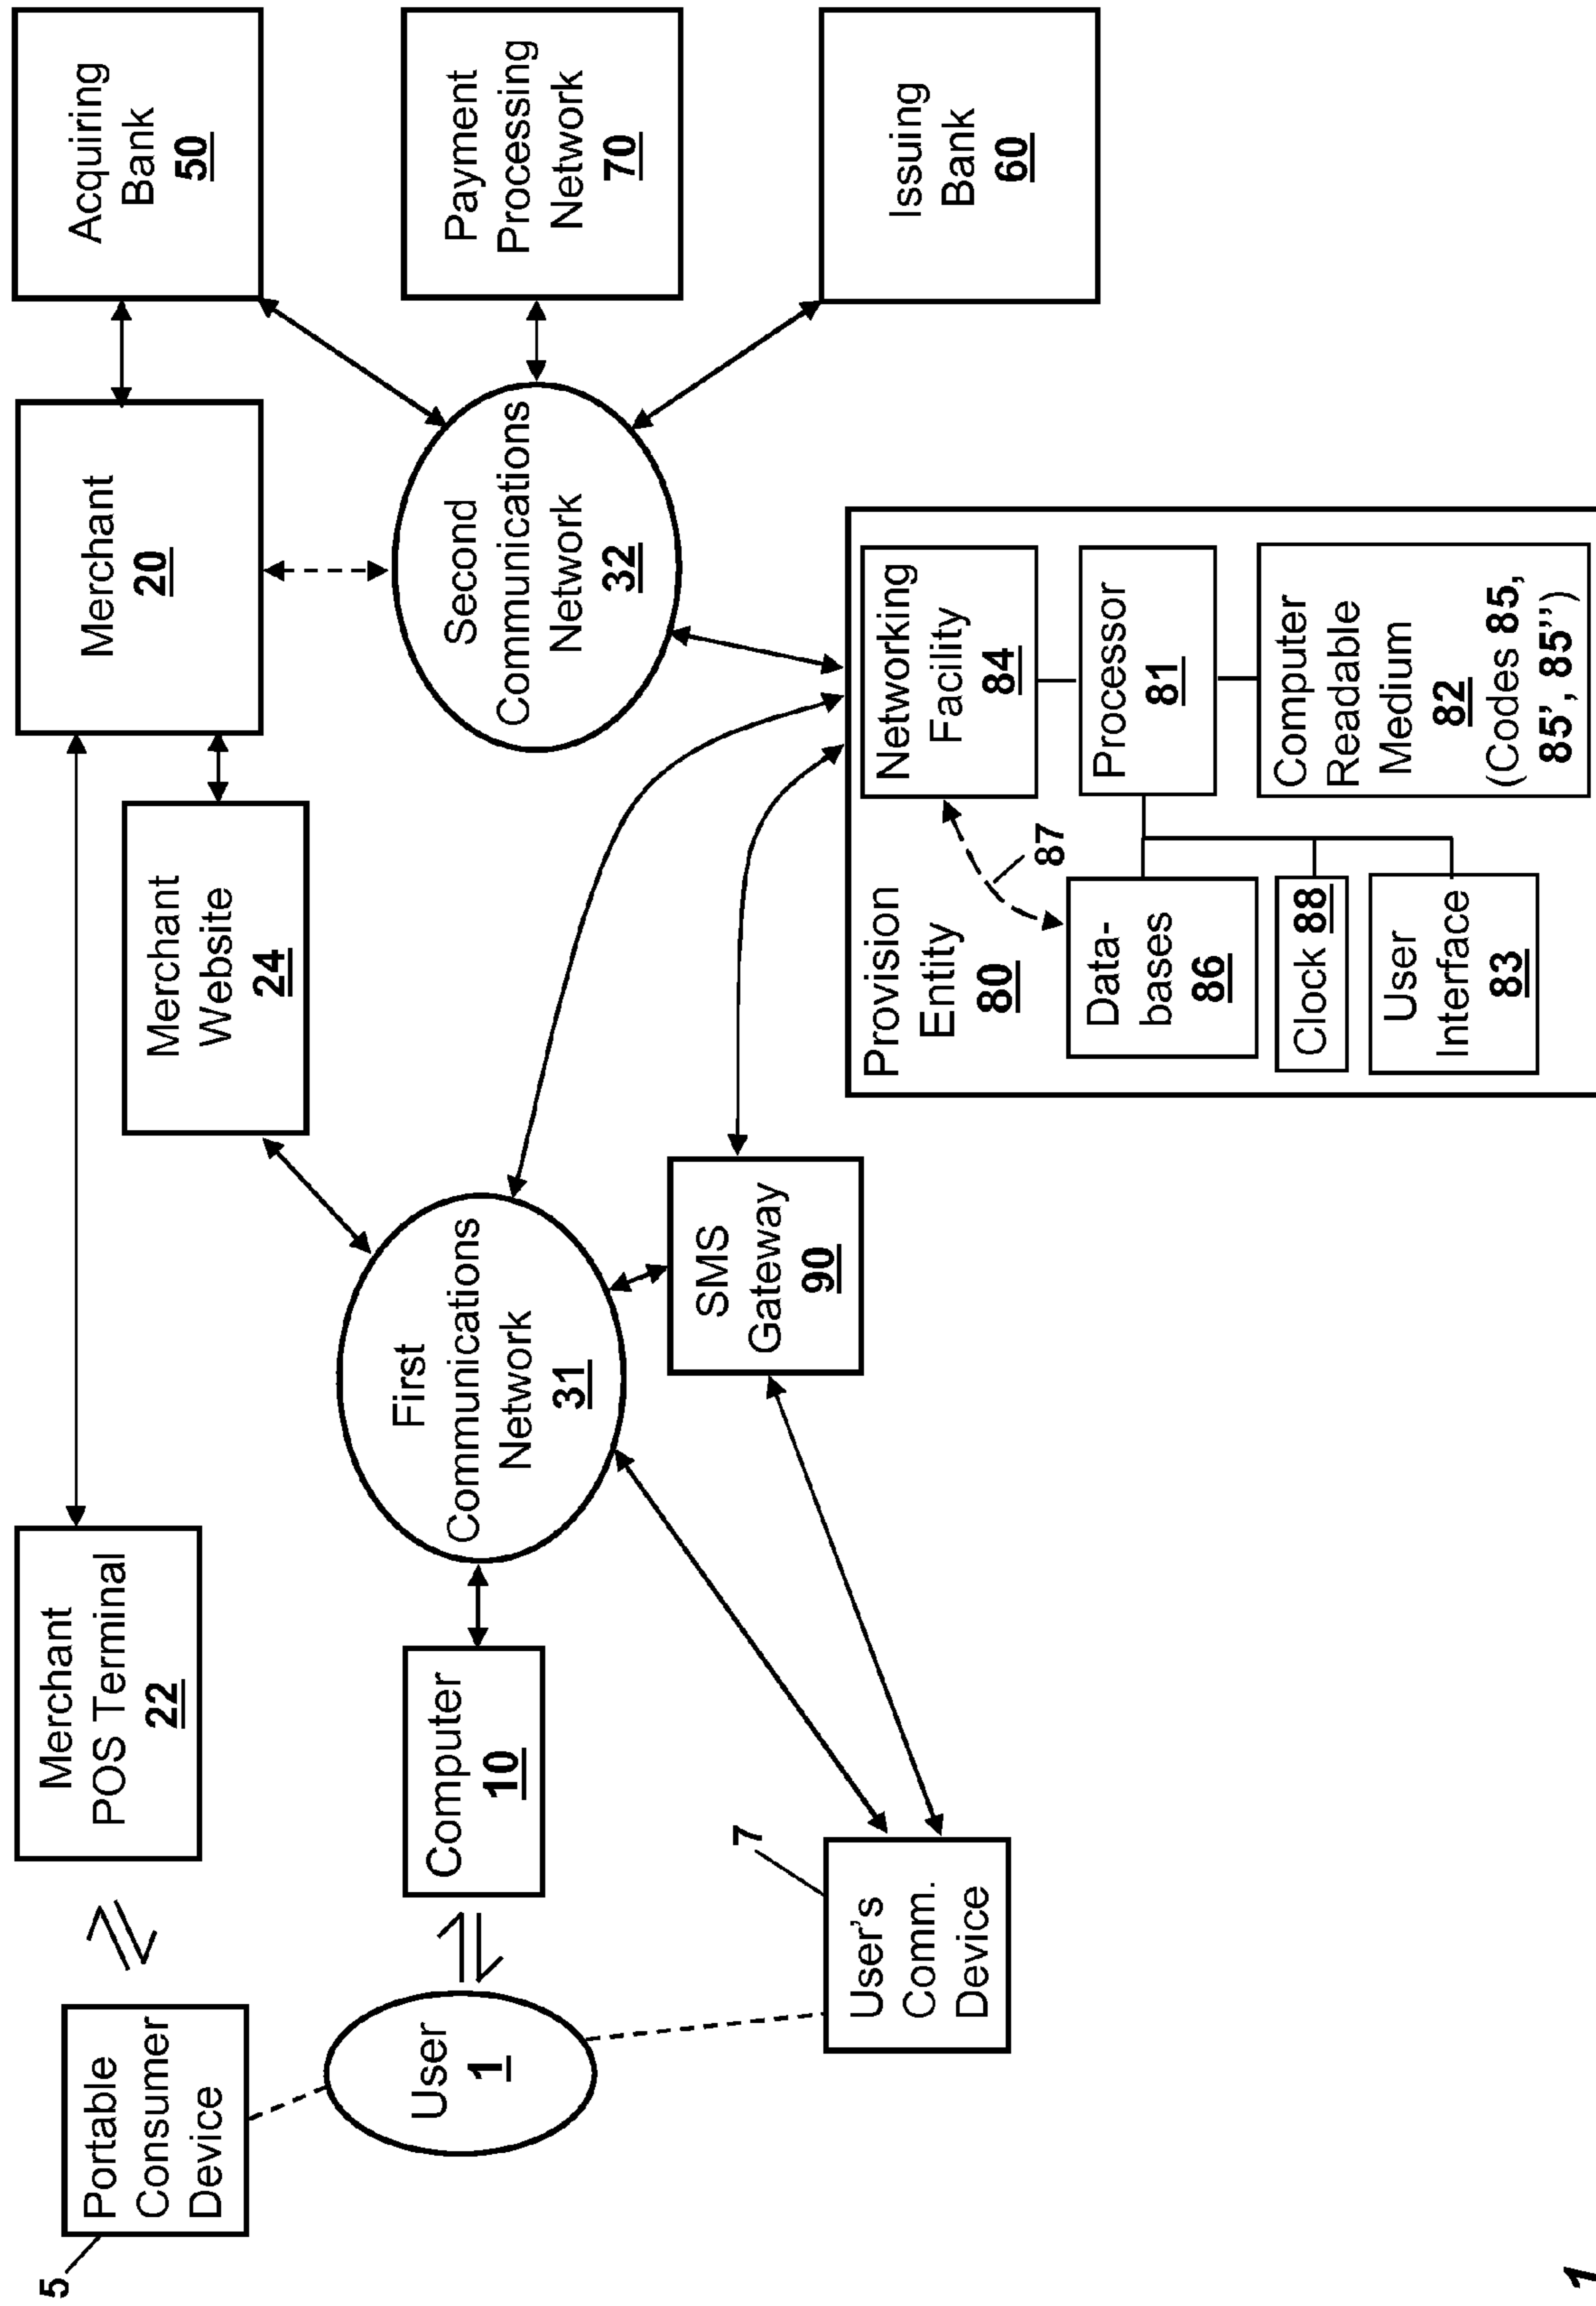 5
Portable
Consumer
Device
Merchant
POS Terminal
22
Merchant
20
Acquiring
Bank
50
Merchant
Website
24
User
1
Computer
10
First
Communications
Network
31
Second
Communications
Network
32
Payment
Processing
Network
70
7
User's
Comm.
Device
SMS
Gateway
90
Issuing
Bank
60
Provision
Entity
80
Networking
Facility
84
87
Data-
bases
86
Processor
81
Clock 88
User
Interface
83
Computer
Readable
Medium
82
(Codes 85,
85', 85'')
1